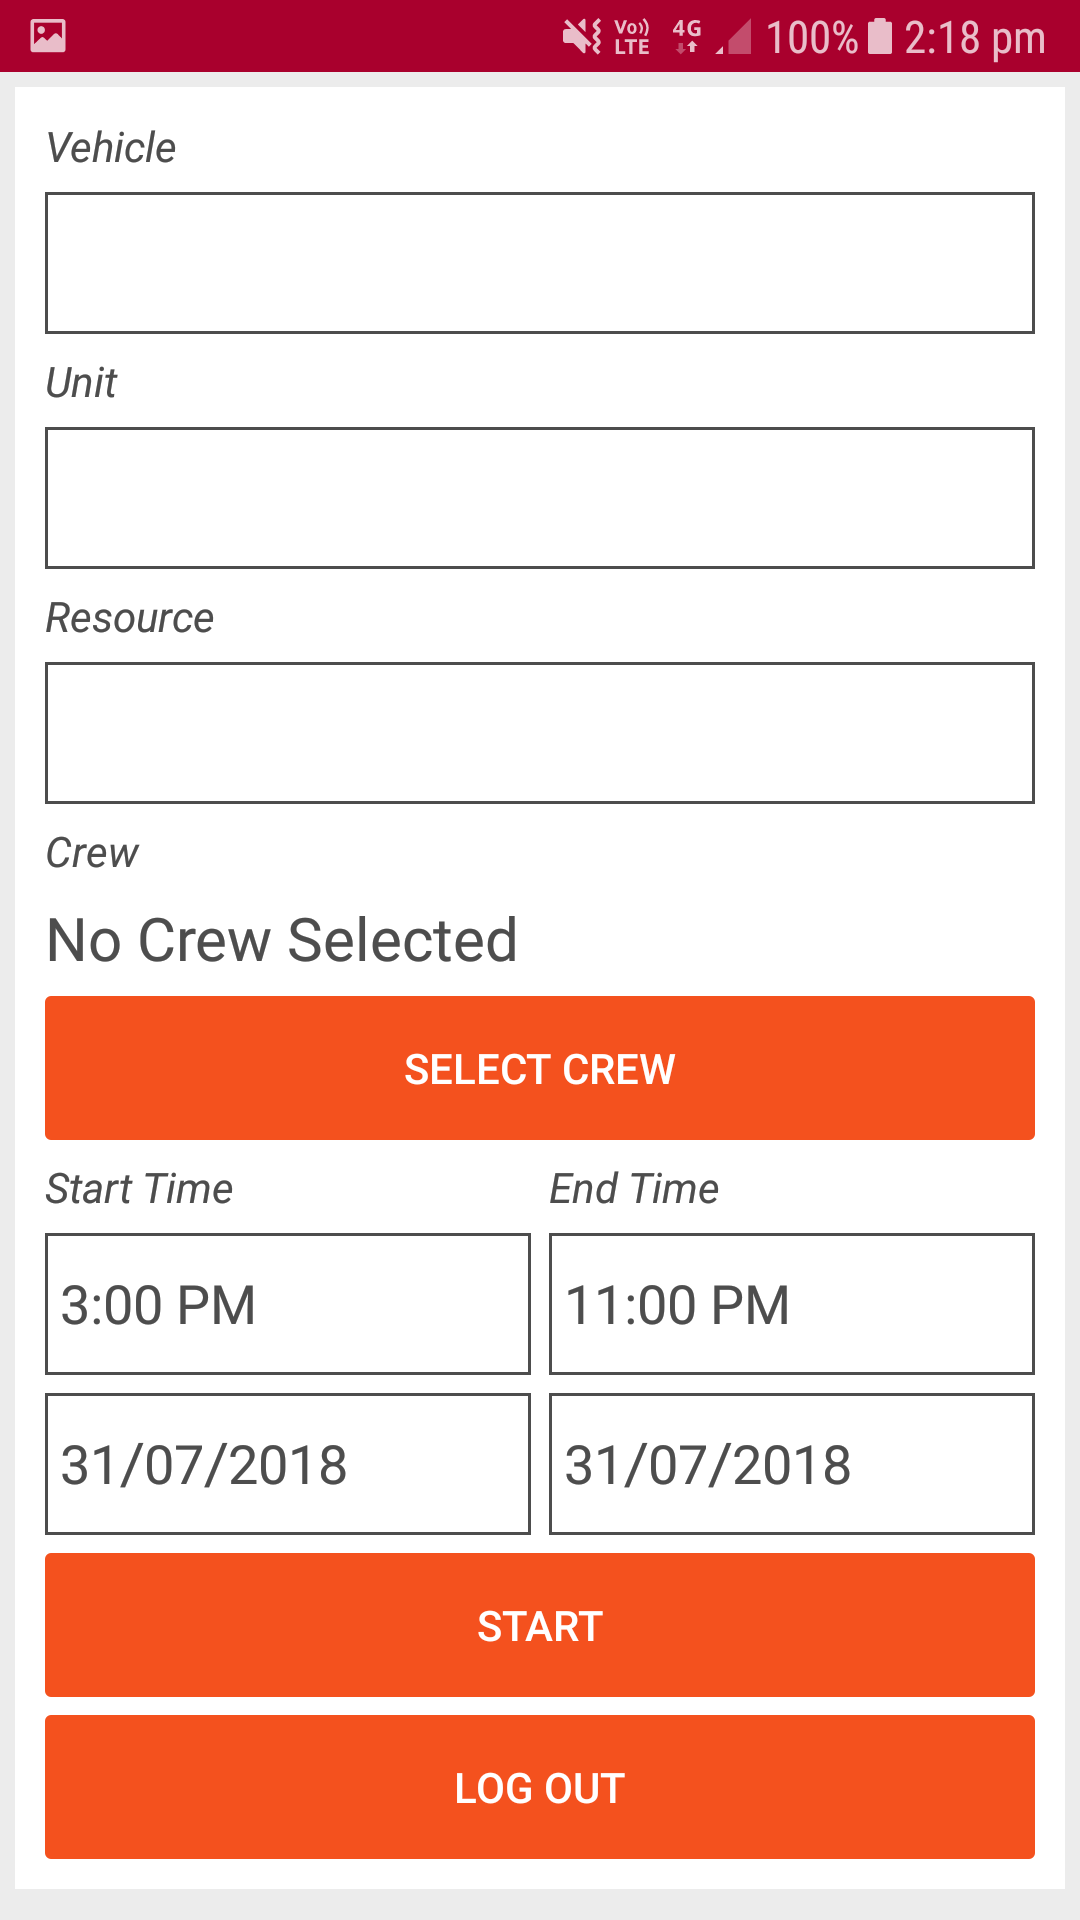 Vo)) LTE 4G 100% 2:18 pm
Vehicle
Unit
Resource
Crew
No Crew Selected
SELECT CREW
Start Time End Time
3:00 PM 11:00 PM
31/07/2018 31/07/2018
START
LOG OUT